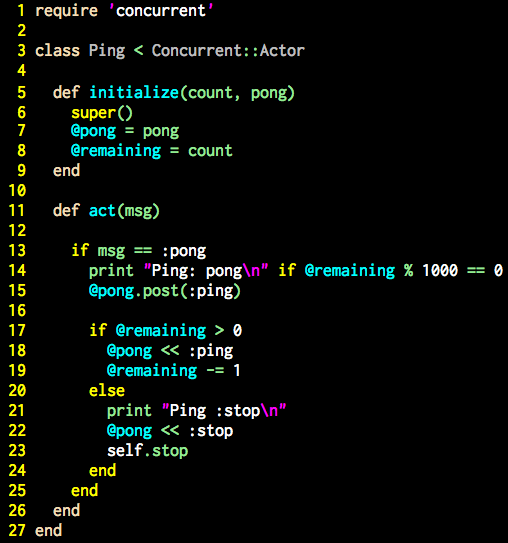 1 require 'concurrent'
2
3 class Ping < Concurrent::Actor
4
5   def initialize(count, pong)
6     super()
7     @pong = pong
8     @remaining = count
9   end
10
11   def act(msg)
12
13     if msg == :pong
14       print "Ping: pong\n" if @remaining % 1000 == 0
15       @pong.post(:ping)
16
17       if @remaining > 0
18         @pong << :ping
19         @remaining -= 1
20       else
21         print "Ping :stop\n"
22         @pong << :stop
23         self.stop
24       end
25     end
26   end
27 end